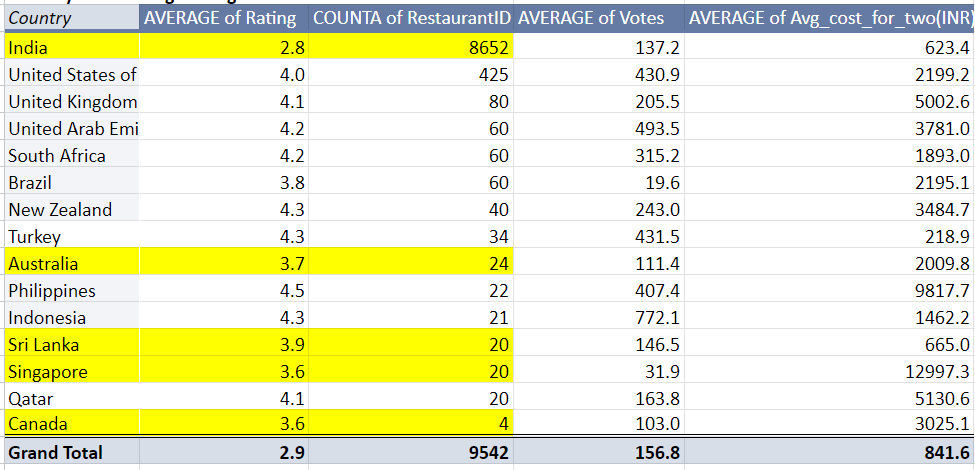 Country AVERAGE of Rating COUNTA of RestaurantID AVERAGE of Votes AVERAGE of Avg_cost_for_two(INR)
India 2.8 8652 137.2 623.4
United States of 4.0 425 430.9 2199.2
United Kingdom 4.1 80 205.5 5002.6
United Arab Emi 4.2 60 493.5 3781.0
South Africa 4.2 60 315.2 1893.0
Brazil 3.8 60 19.6 2195.1
New Zealand 4.3 40 243.0 3484.7
Turkey 4.3 34 431.5 218.9
Australia 3.7 24 111.4 2009.8
Philippines 4.5 22 407.4 9817.7
Indonesia 4.3 21 772.1 1462.2
Sri Lanka 3.9 20 146.5 665.0
Singapore 3.6 20 31.9 12997.3
Qatar 4.1 20 163.8 5130.6
Canada 3.6 4 103.0 3025.1
Grand Total 2.9 9542 156.8 841.6